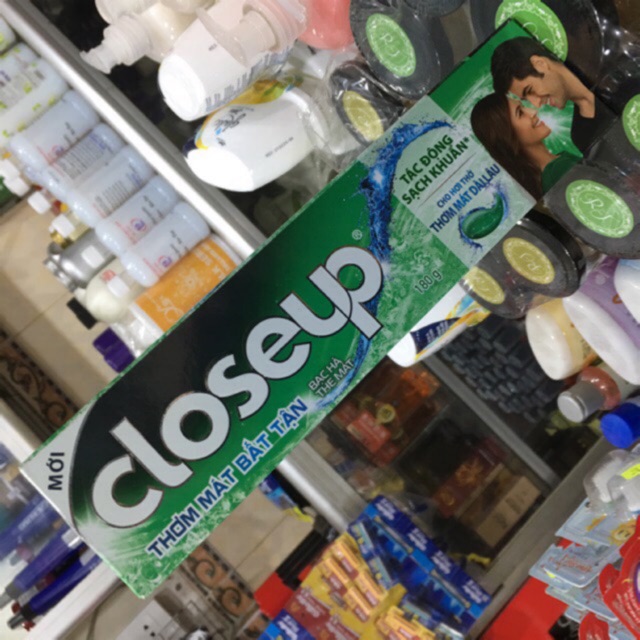 MỚI
closeup®
THƠM MÁT BẤT TẬN
BẠC HÀ
THE MÁT
TÁC ĐỘNG
SẠCH KHUẨN*
CHO HƠI THỞ
THƠM MÁT DÀI LÂU
180 g